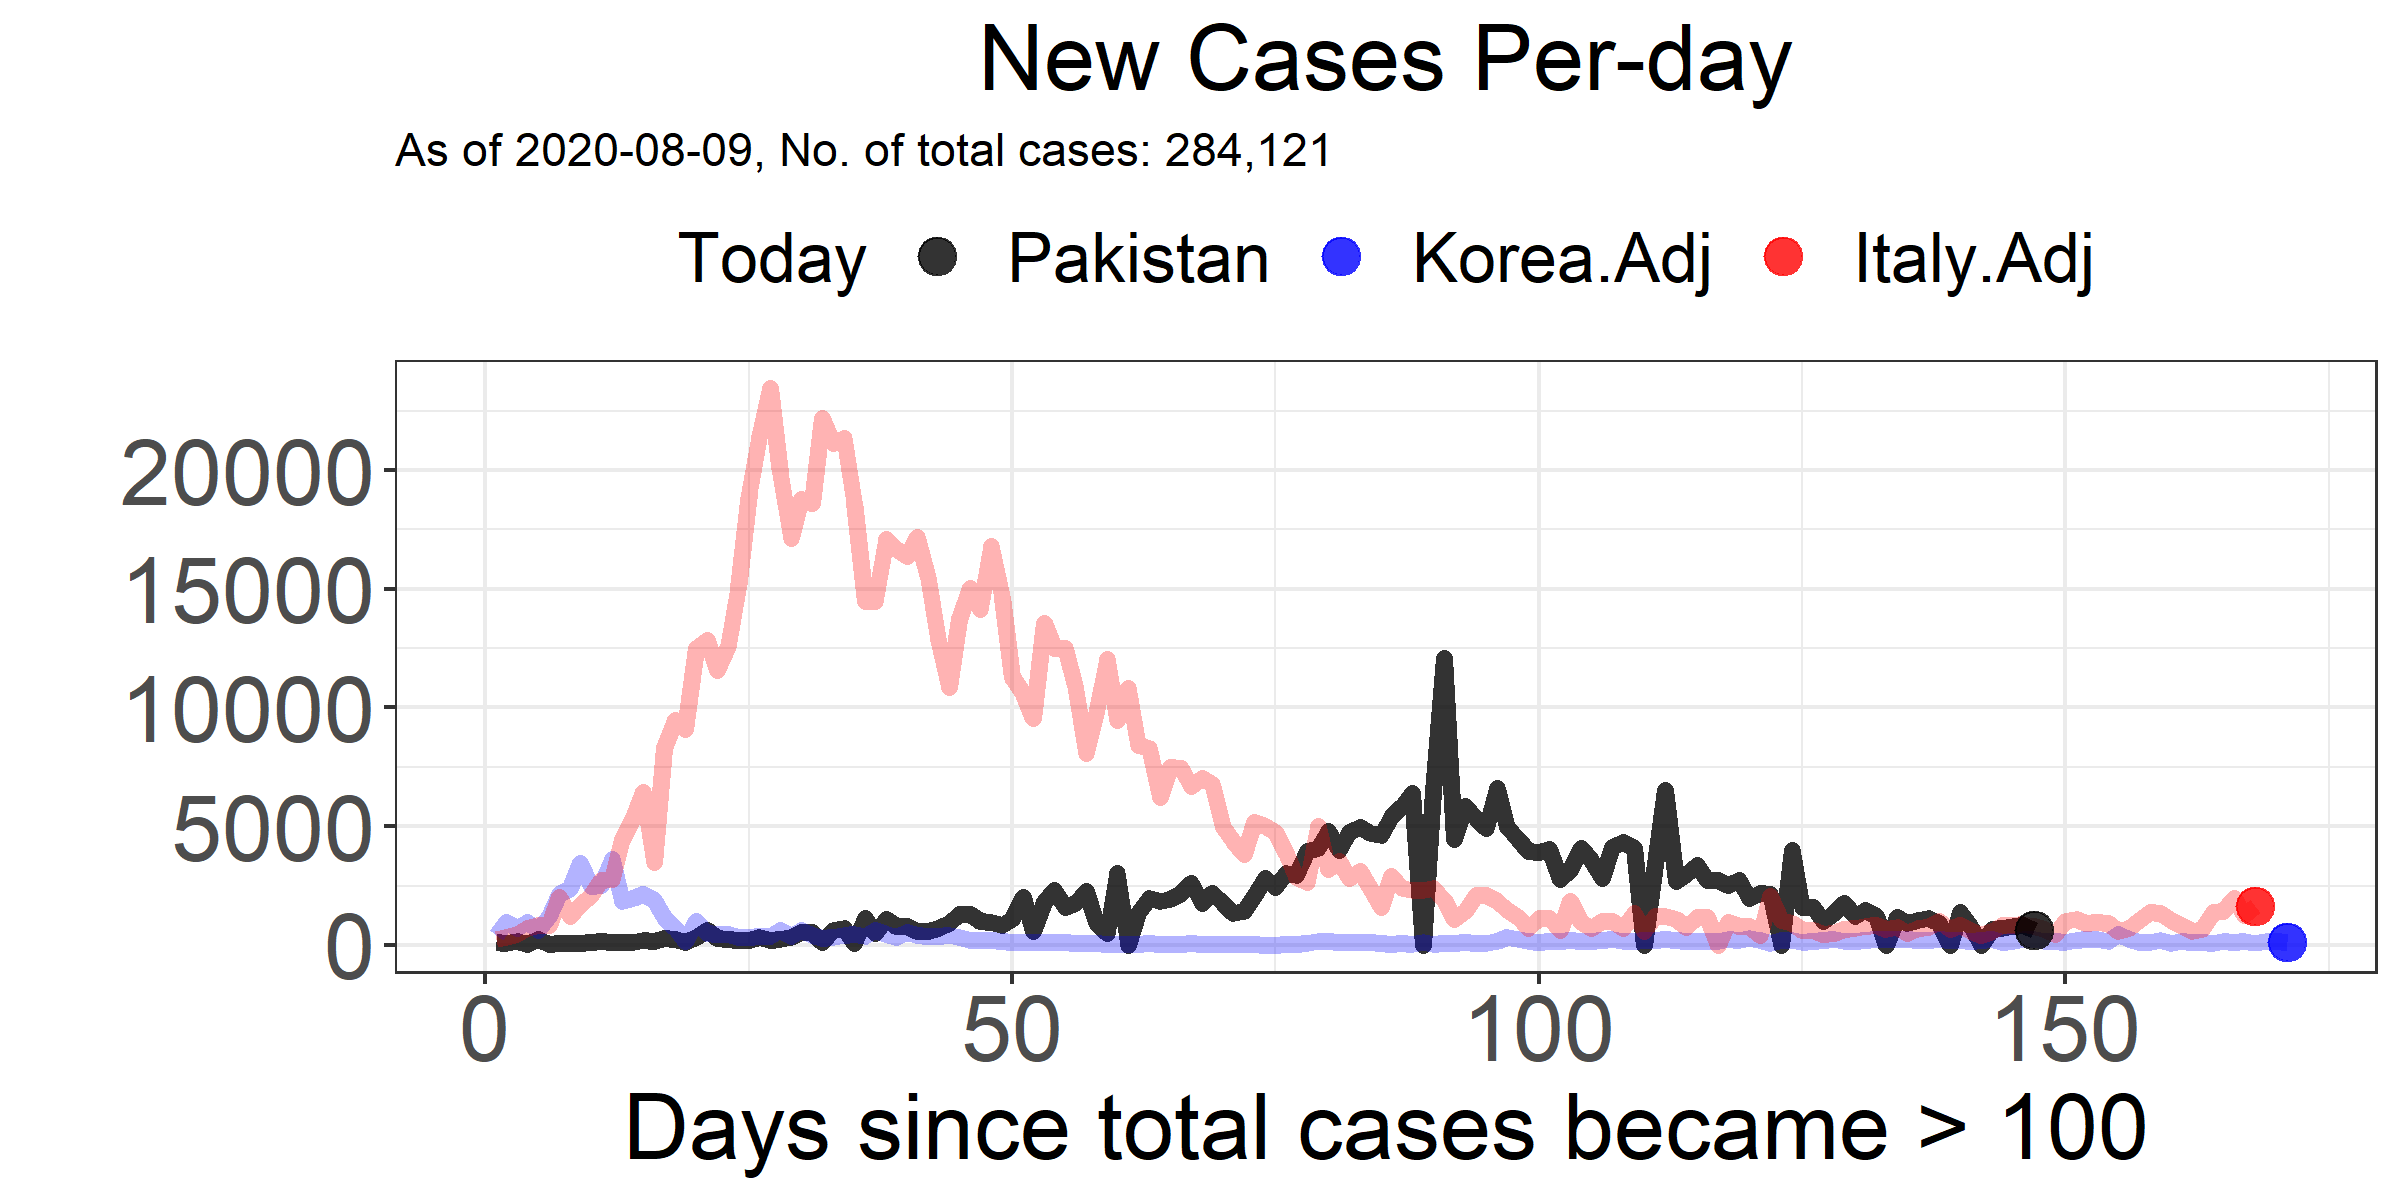 New Cases Per-day
As of 2020-08-09, No. of total cases: 284,121
Today Pakistan Korea.Adj Italy.Adj
20000
15000
10000
5000
0
0 50 100 150
Days since total cases became > 100